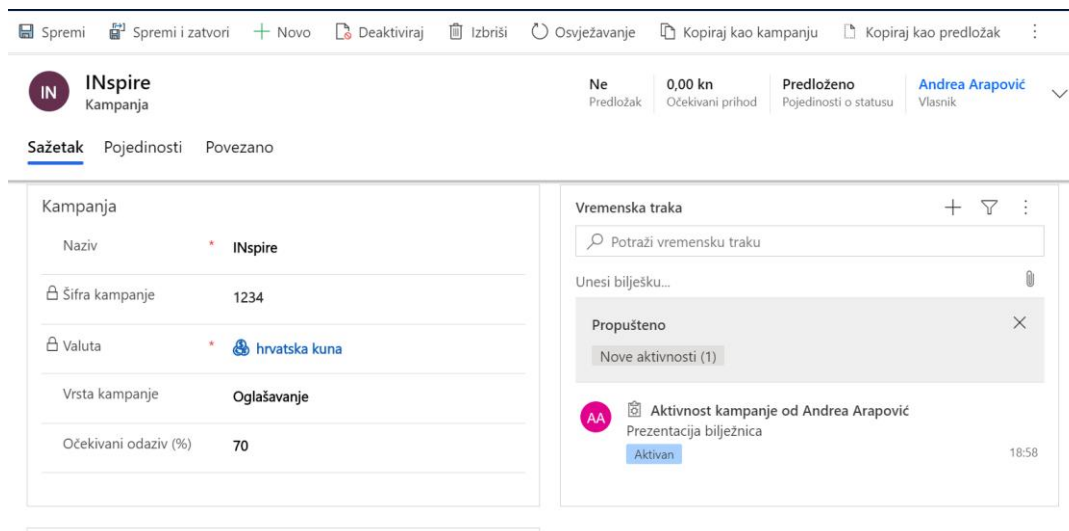 Spremi Spremi i zatvori Novo Deaktiviraj Izbriši Osvježavanje Kopiraj kao kampanju Kopiraj kao predložak
IN
INspire
Kampanja
Ne 0,00 kn Predloženo Andrea Arapović
Predložak Očekivani prihod Pojedinosti o statusu Vlasnik
Sažetak Pojedinosti Povezano
Kampanja
Naziv * INspire
Šifra kampanje 1234
Valuta * hrvatska kuna
Vrsta kampanje Oglašavanje
Očekivani odaziv (%) 70
Vremenska traka
Potraži vremensku traku
Unesi bilješku...
Propušteno
Nove aktivnosti (1)
AA
Aktivnost kampanje od Andrea Arapović
Prezentacija bilježnica
Aktivan 18:58